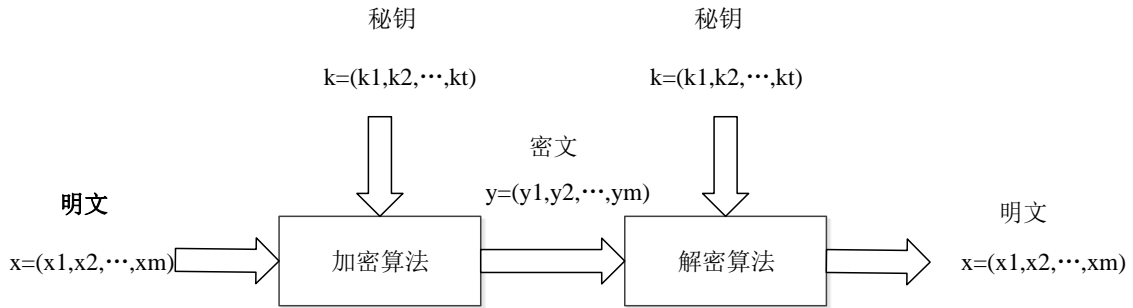 秘钥
秘钥
k=(k1,k2,⋯,kt)
k=(k1,k2,⋯,kt)
密文
y=(y1,y2,⋯,ym)
明文
明文
x=(x1,x2,⋯,xm)
加密算法
解密算法
x=(x1,x2,⋯,xm)